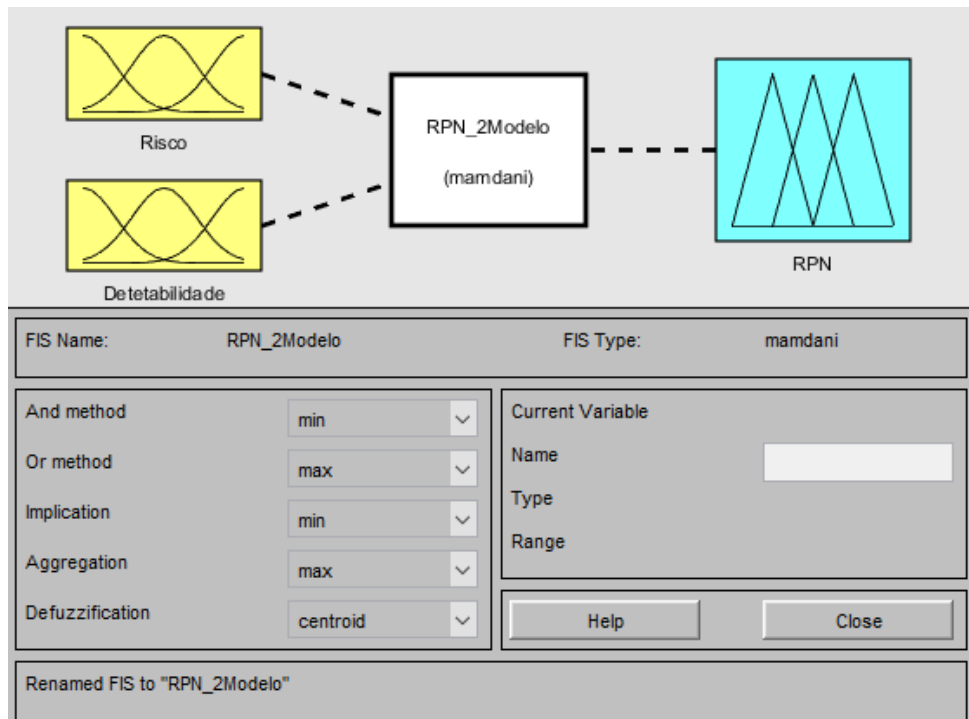 Risco
Detetabilidade
RPN_2Modelo
(mamdani)
RPN
FIS Name: RPN_2Modelo FIS Type: mamdani
And method min
Or method max
Implication min
Aggregation max
Defuzzification centroid
Current Variable
Name
Type
Range
Help Close
Renamed FIS to "RPN_2Modelo"